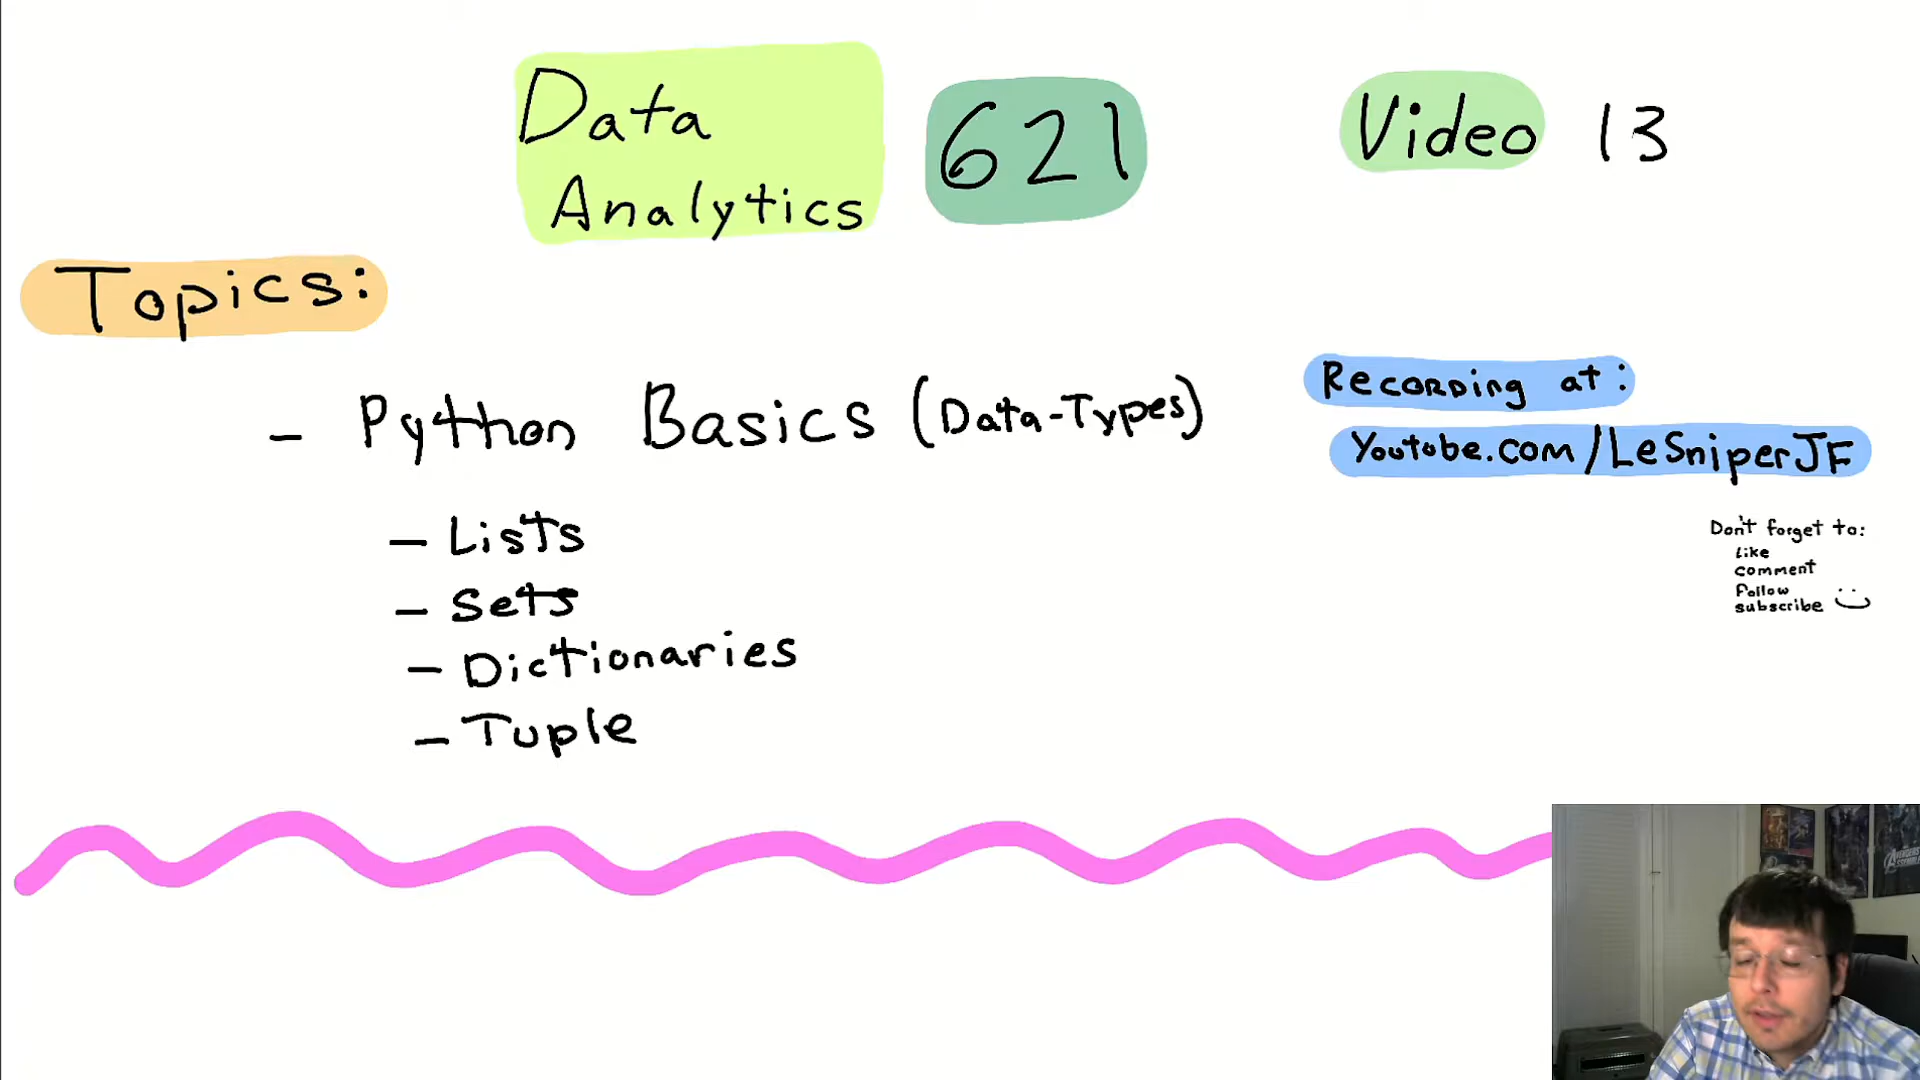 Data
Analytics
621
Video 13
Topics:
- Python Basics (Data-Types)
- Lists
- Sets
- Dictionaries
- Tuple
Recording at:
Youtube.com/LeSniperJF
Don't forget to:
Like
comment
Follow
subscribe
AVENGERS